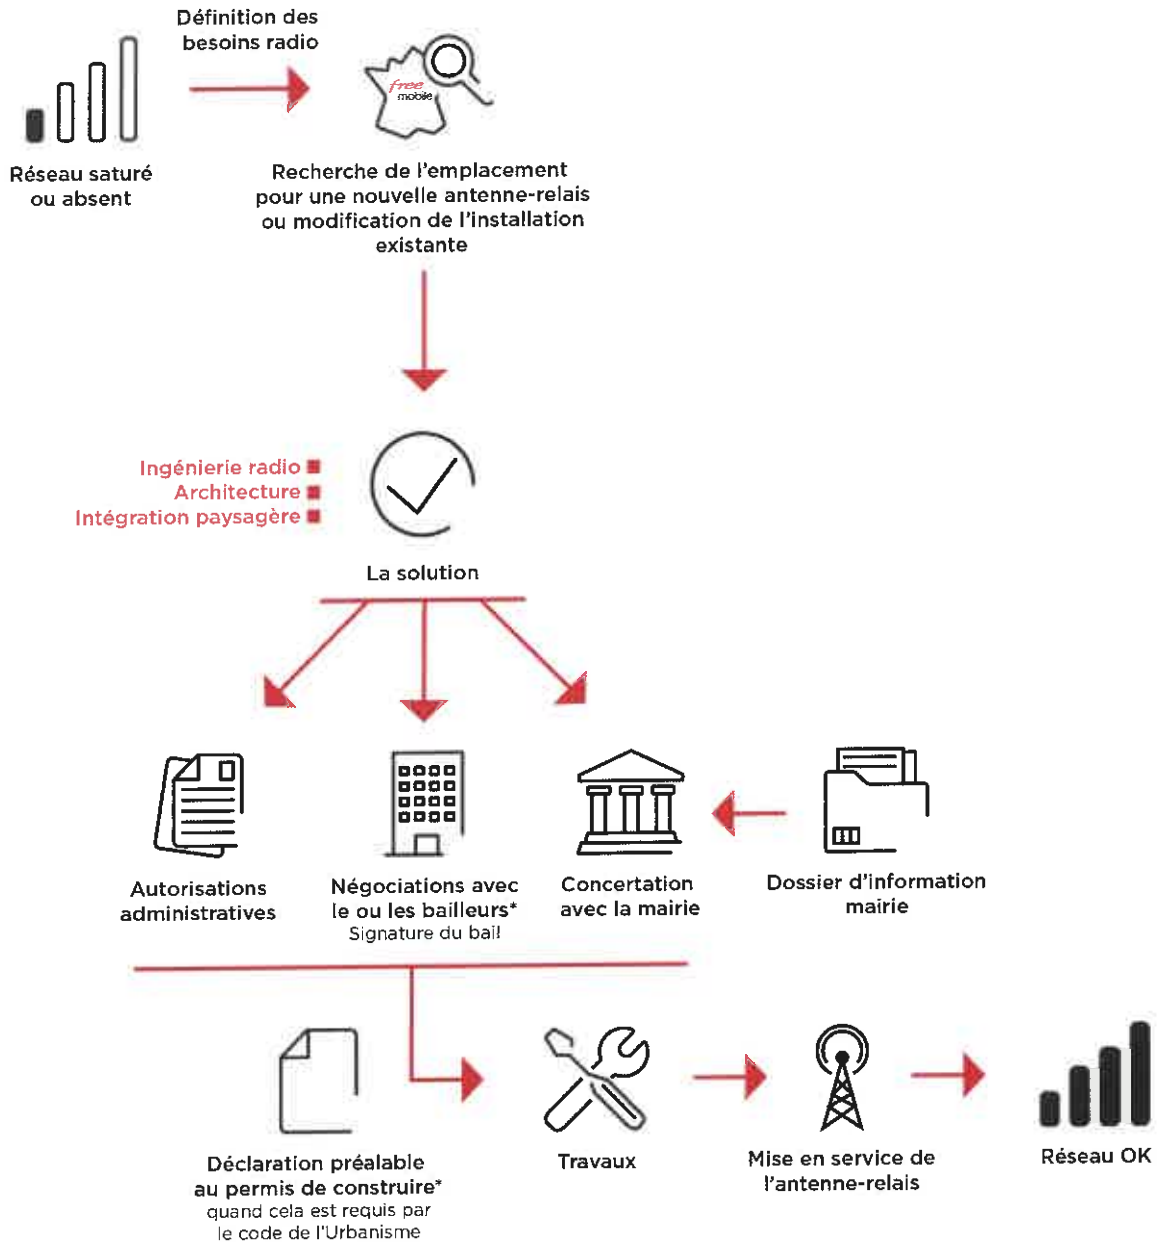 Définition des
besoins radio
free
mobile
Réseau saturé
ou absent
Recherche de l'emplacement
pour une nouvelle antenne-relais
ou modification de l'installation
existante
Ingénierie radio
Architecture
Intégration paysagère
La solution
Autorisations
administratives
Négociations avec
le ou les bailleurs*
Signature du bail
Concertation
avec la mairie
Dossier d'information
mairie
Déclaration préalable
au permis de construire*
quand cela est requis par
le code de l'Urbanisme
Travaux
Mise en service de
l'antenne-relais
Réseau OK